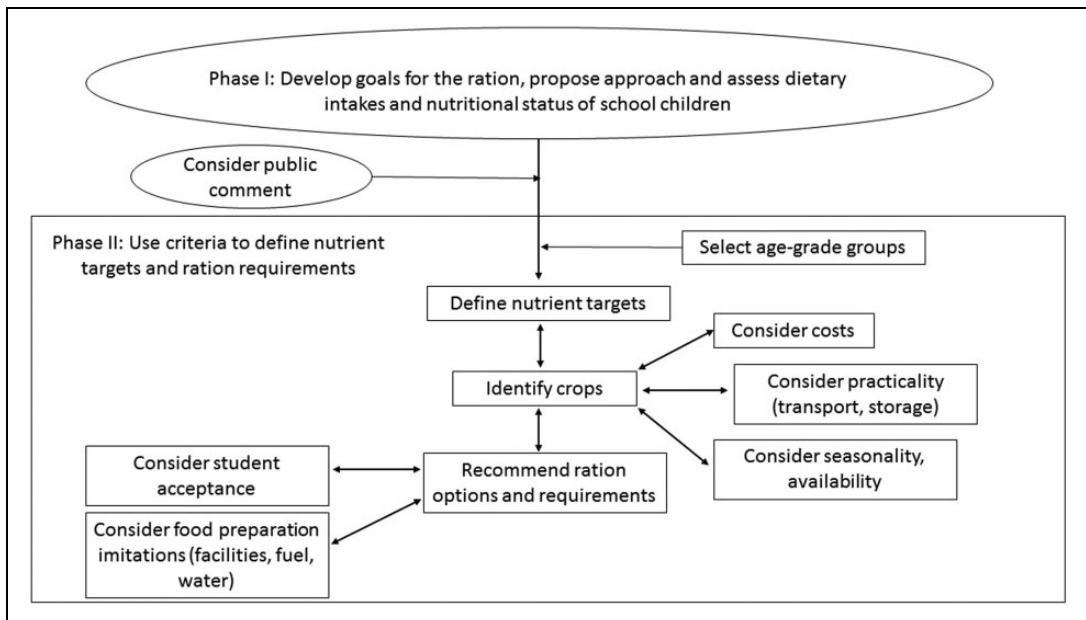 Phase I: Develop goals for the ration, propose approach and assess dietary
intakes and nutritional status of school children
Consider public
comment
Phase II: Use criteria to define nutrient
targets and ration requirements
Select age-grade groups
Define nutrient targets
Consider costs
Identify crops
Consider practicality
(transport, storage)
Consider student
acceptance
Recommend ration
options and requirements
Consider seasonality,
availability
Consider food preparation
imitations (facilities, fuel,
water)